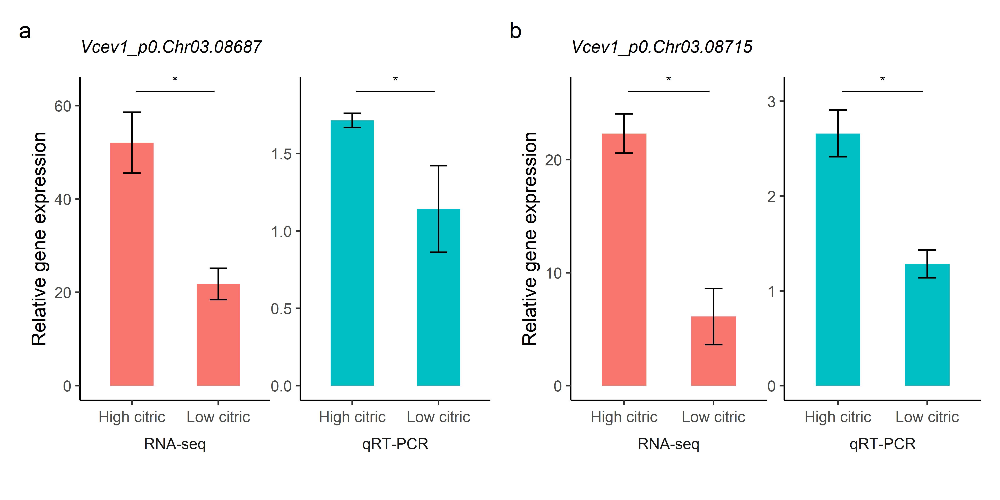 a
Vcev1_p0.Chr03.08687
*
*
Relative gene expression
60
40
20
0
1.5
1.0
0.5
0.0
High citric
Low citric
High citric
Low citric
RNA-seq
qRT-PCR
b
Vcev1_p0.Chr03.08715
*
*
Relative gene expression
20
10
0
3
2
1
0
High citric
Low citric
High citric
Low citric
RNA-seq
qRT-PCR